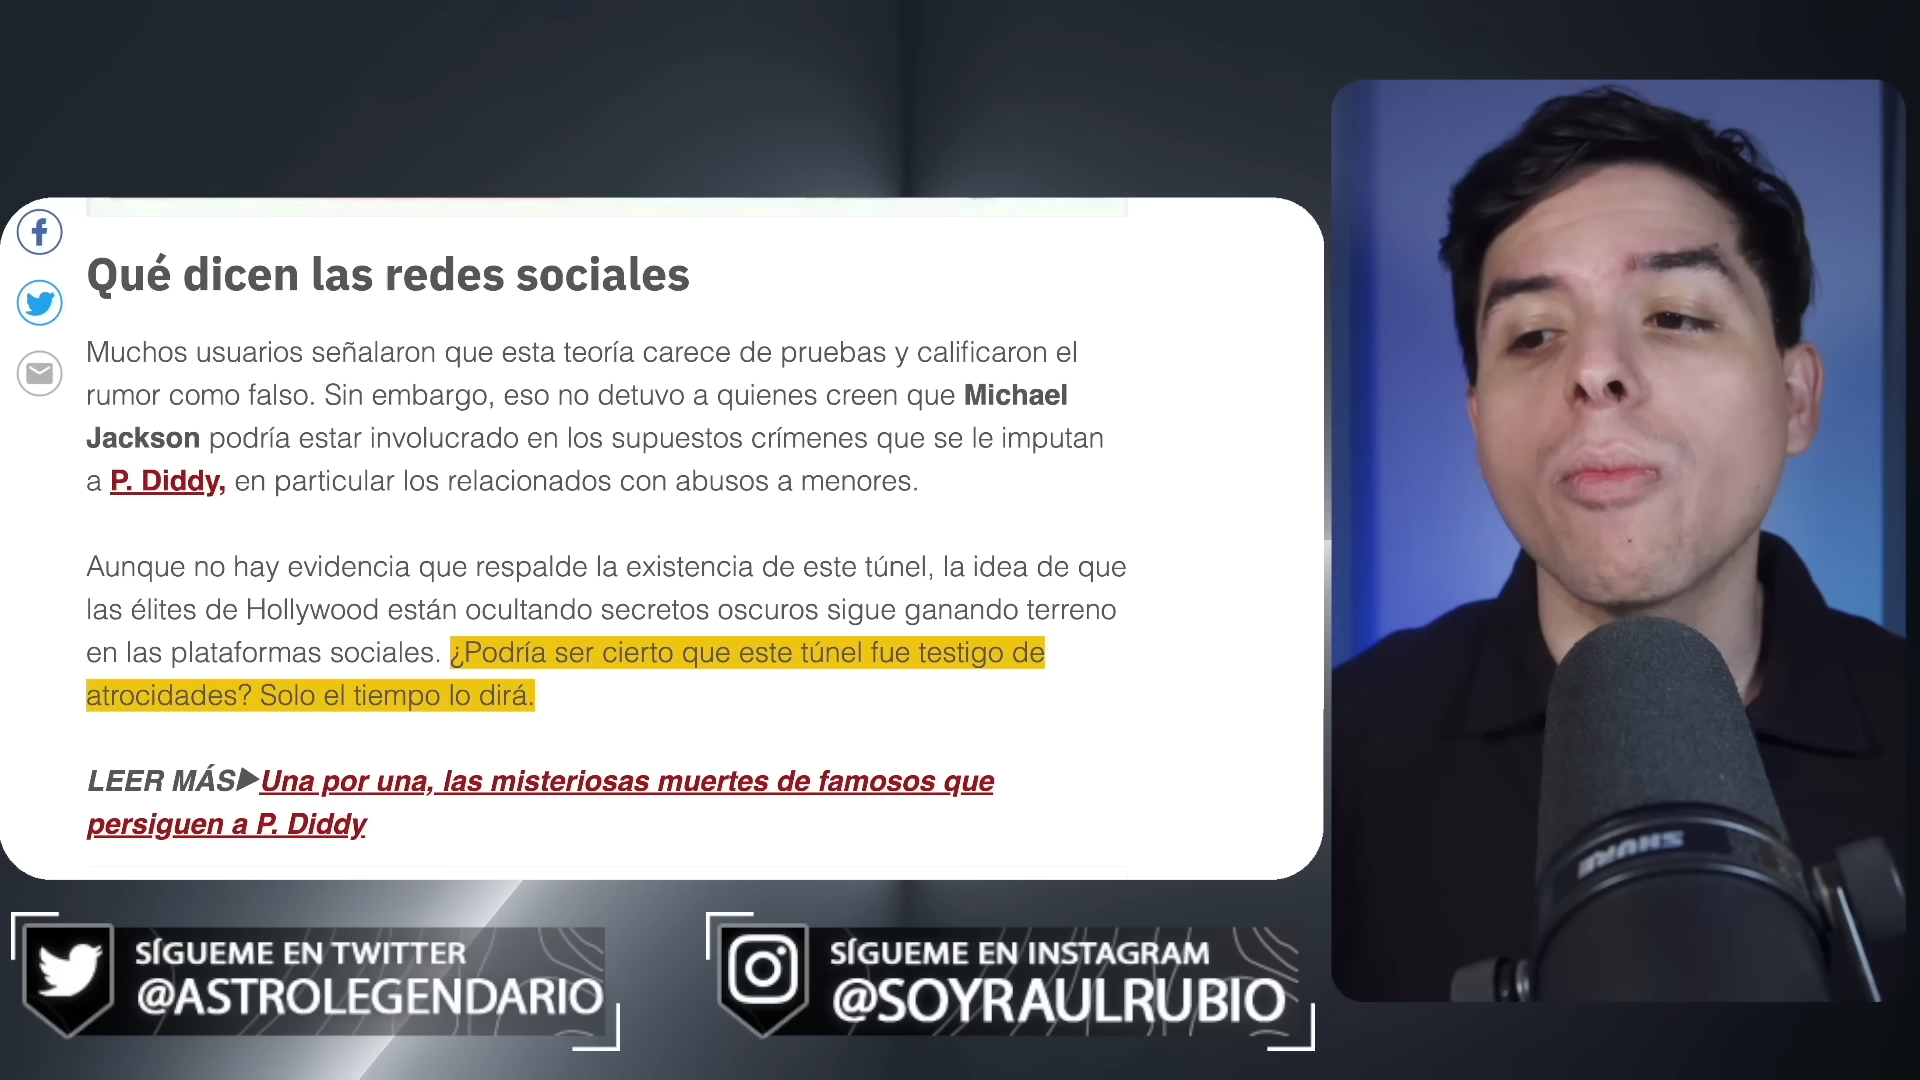 Qué dicen las redes sociales
Muchos usuarios señalaron que esta teoría carece de pruebas y calificaron el
rumor como falso. Sin embargo, eso no detuvo a quienes creen que Michael
Jackson podría estar involucrado en los supuestos crímenes que se le imputan
a P. Diddy, en particular los relacionados con abusos a menores.
Aunque no hay evidencia que respalde la existencia de este túnel, la idea de que
las élites de Hollywood están ocultando secretos oscuros sigue ganando terreno
en las plataformas sociales. ¿Podría ser cierto que este túnel fue testigo de
atrocidades? Solo el tiempo lo dirá.
LEER MÁS▶Una por una, las misteriosas muertes de famosos que
persiguen a P. Diddy
SÍGUEME EN TWITTER
@ASTROLEGENDARIO
SÍGUEME EN INSTAGRAM
@SOYRAULRUBIO
SHURE